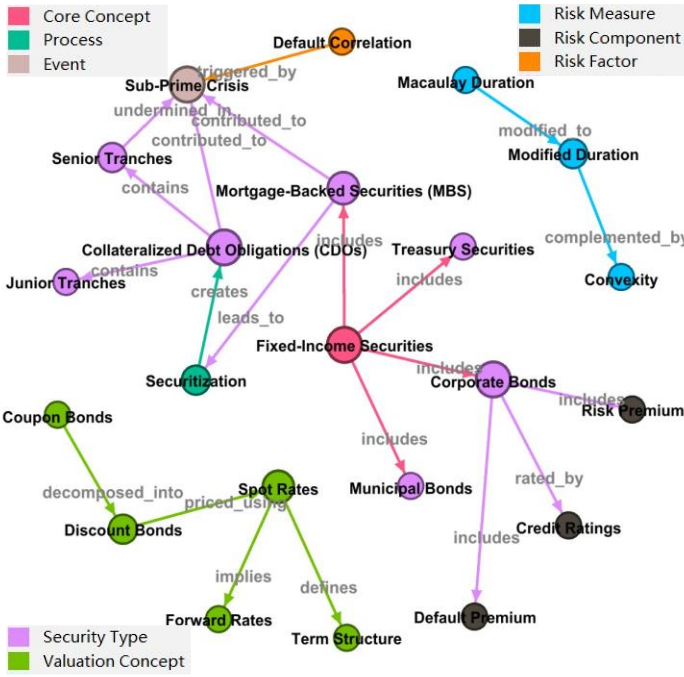 Core Concept
Process
Event
Risk Measure
Risk Component
Risk Factor
Default Correlation
triggered_by
Sub-Prime Crisis
Macaulay Duration
undermined_in
contributed_to
contributed_to
modified_to
Senior Tranches
Modified Duration
contains
Mortgage-Backed Securities (MBS)
includes
complemented_by
Collateralized Debt Obligations (CDOs)
Treasury Securities
contains
Junior Tranches
includes
Convexity
creates
leads_to
Fixed-Income Securities
Securitization
includes
Corporate Bonds
includes
Risk Premium
Coupon Bonds
includes
decomposed_into
Spot Rates
Municipal Bonds
rated_by
priced_using
Discount Bonds
Credit Ratings
includes
implies
defines
Forward Rates
Default Premium
Term Structure
Security Type
Valuation Concept